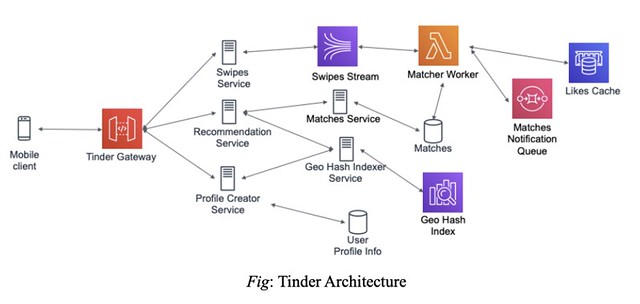 Swipes
Service
Swipes Stream
Matcher Worker
Likes Cache
Mobile
client
Tinder Gateway
Recommendation
Service
Matches Service
Matches
Matches
Notification
Queue
Geo Hash Indexer
Service
Profile Creator
Service
Geo Hash
Index
User
Profile Info
Fig: Tinder Architecture